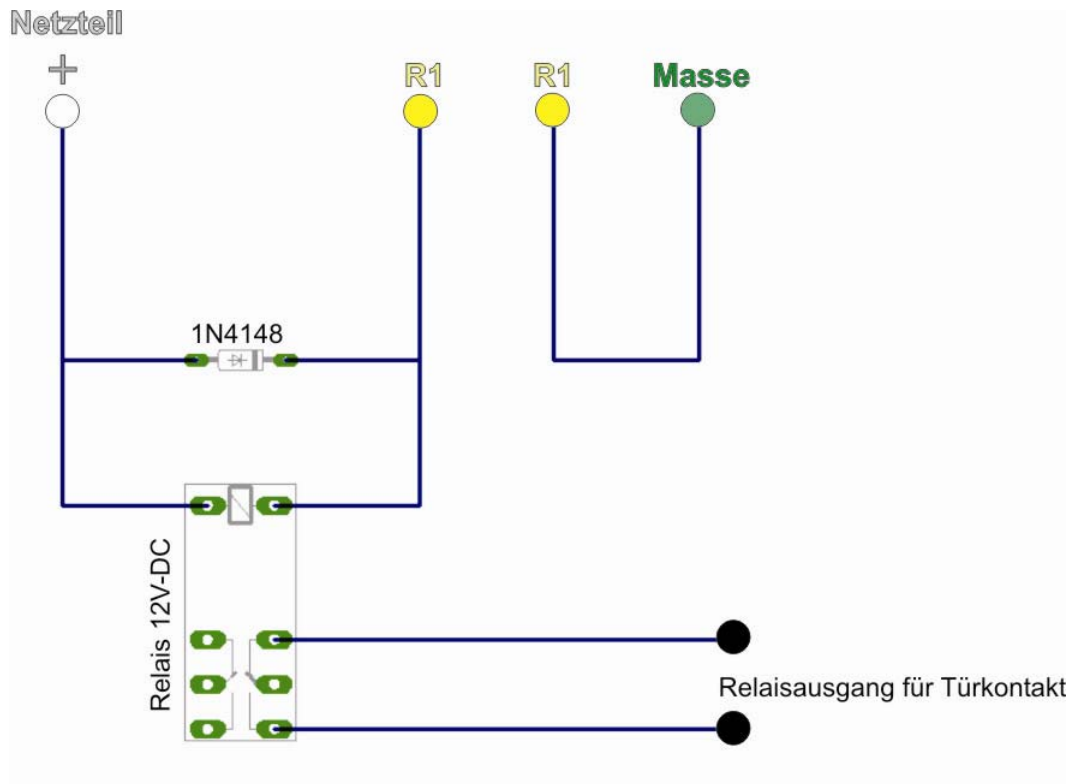 Netzteil
+
R1
R1
Masse
1N4148
Relais 12V-DC
Relaisausgang für Türkontakt